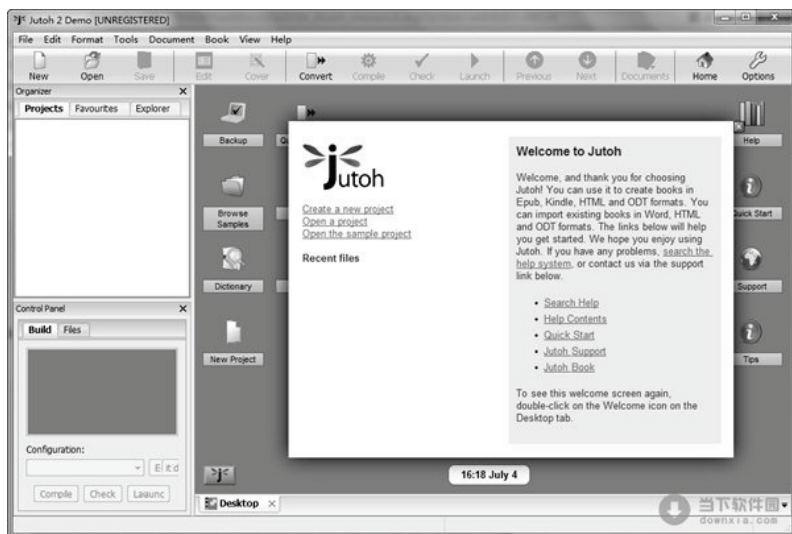 Jutoh 2 Demo [UNREGISTERED]
File Edit Format Tools Document Book View Help
New Open Save Edit Cover Convert Compile Check Launch Previous Next Documents Home Options
Organizer
Projects Favourites Explorer
Backup
Browse
Samples
Dictionary
New Project
Jutoh
Create a new project
Open a project
Open the sample project
Recent files
Welcome to Jutoh
Welcome, and thank you for choosing
Jutoh! You can use it to create books in
Epub, Kindle, HTML and ODT formats. You
can import existing books in Word, HTML
and ODT formats. The links below will help
you get started. We hope you enjoy using
Jutoh. If you have any problems, search the
help system, or contact us via the support
link below.
• Search Help
• Help Contents
• Quick Start
• Jutoh Support
• Jutoh Book
To see this welcome screen again,
double-click on the Welcome icon on the
Desktop tab.
Help
Quick Start
Support
Tips
Control Panel
Build Files
Configuration:
Compile Check
16:18 July 4
Desktop
当下软件园
downxia.com